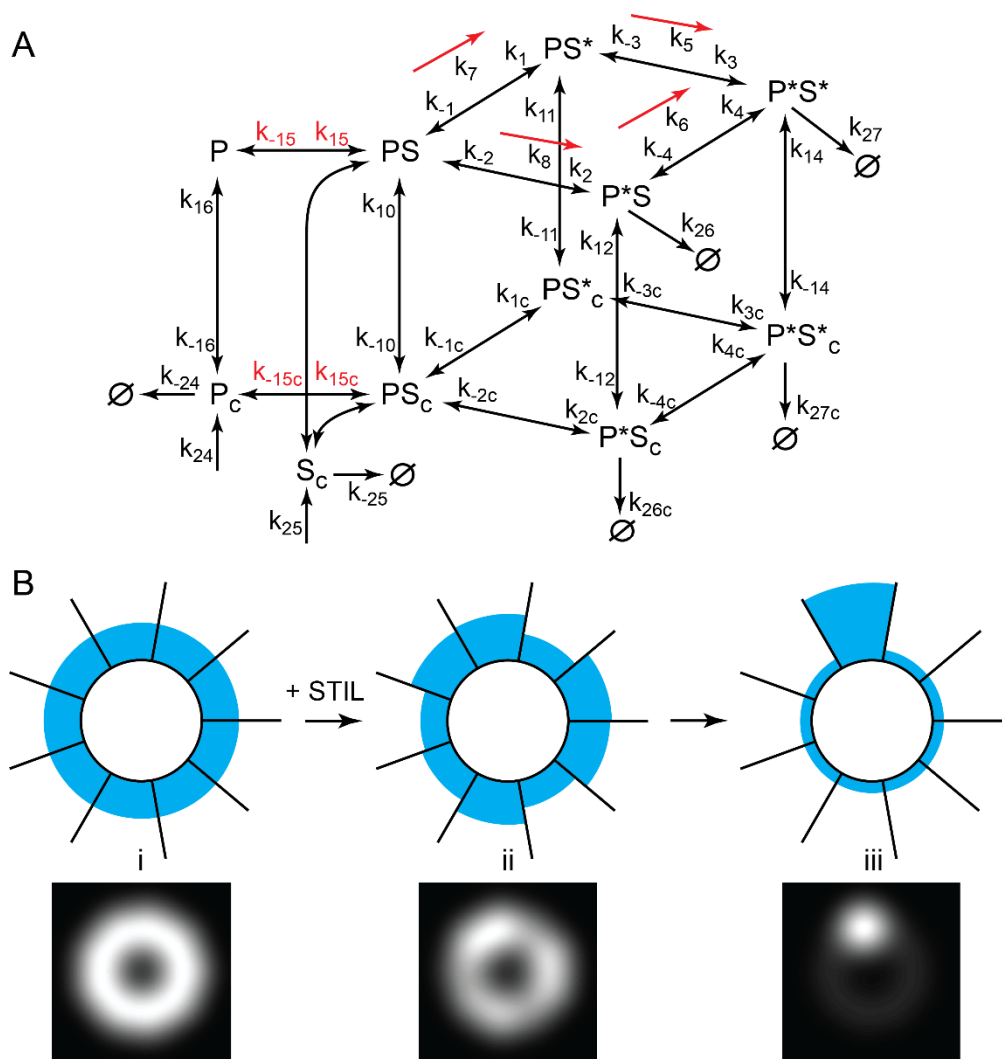 A
k₇ k₁ PS* k₋₃ k₅ k₃
k₋₁ k₁₁ P*S*
P k₋₁₅ k₁₅ PS k₋₂ k₈ k₂ k₆ k₄ k₋₄ k₁₄ k₂₇ ∅
k₁₆ k₁₀ P*S k₂₆ ∅
k₋₁₁ k₁₂
k₁c PS*c k₋₃c k₃c k₋₁₄
k₋₁₆ k₋₁₀ k₋₁c k₄c P*S*c
∅ k₋₂₄ Pc k₋₁₅c k₁₅c PSc k₋₂c k₋₁₂ k₂c k₋₄c k₂₇c
k₂₄ P*Sc ∅
Sc k₋₂₅ ∅
k₂₅ k₂₆c ∅
B
+ STIL
i ii iii